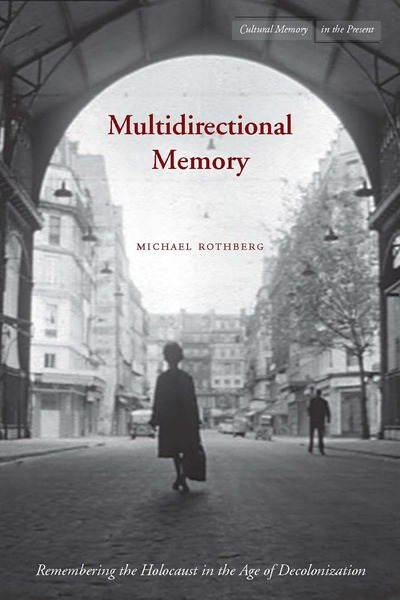 Cultural Memory in the Present
Multidirectional
Memory
MICHAEL ROTHBERG
Remembering the Holocaust in the Age of Decolonization